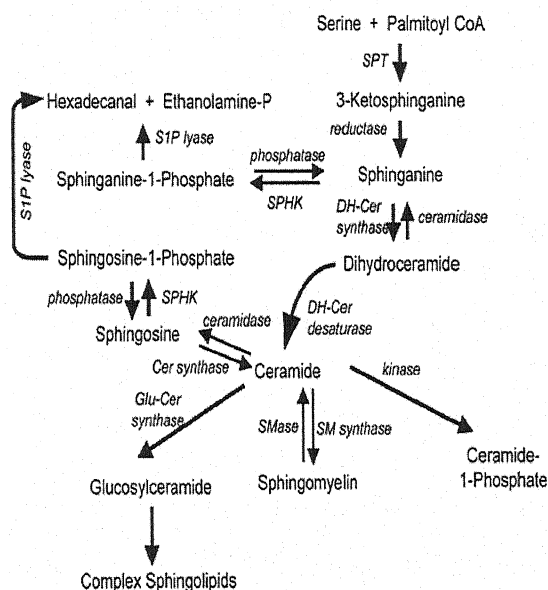 Serine + Palmitoyl CoA
SPT
Hexadecanal + Ethanolamine-P
3-Ketosphinganine
S1P lyase
reductase
S1P lyase
phosphatase
Sphinganine-1-Phosphate
Sphinganine
SPHK
DH-Cer
synthase
ceramidase
Sphingosine-1-Phosphate
Dihydroceramide
phosphatase
SPHK
DH-Cer
desaturase
ceramidase
Sphingosine
Cer synthase
Ceramide
kinase
Glu-Cer
synthase
SMase
SM synthase
Ceramide-
1-Phosphate
Glucosylceramide
Sphingomyelin
Complex Sphingolipids